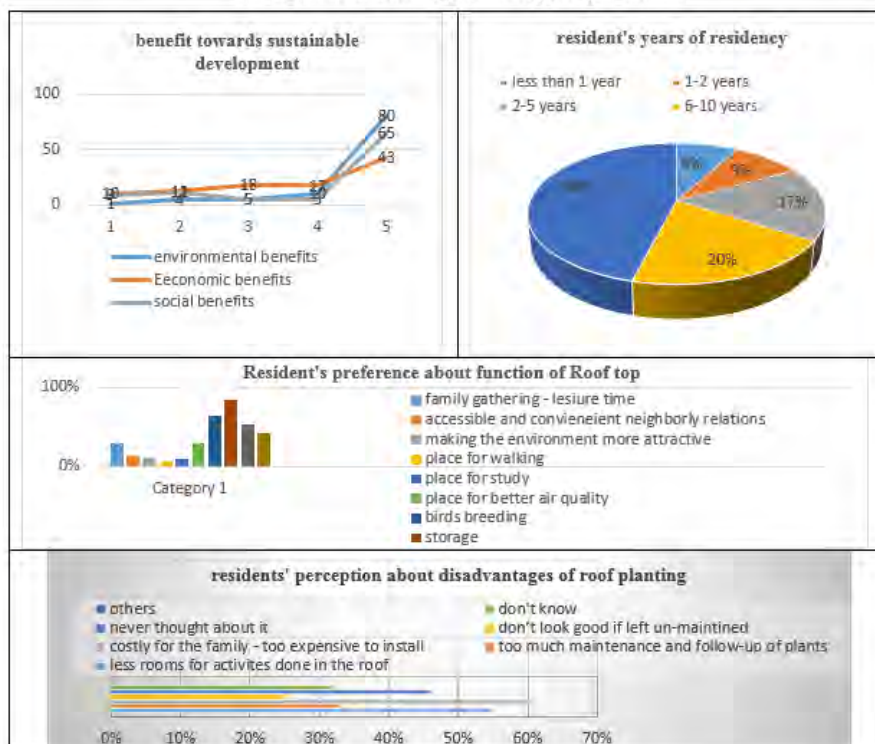 benefit towards sustainable
development
100
50
0
80
65
43
18
5
1
1 2 3 4 5
environmental benefits
Eeconomic benefits
social benefits
resident's years of residency
less than 1 year 1-2 years
2-5 years 6-10 years
9%
17%
20%
Resident's preference about function of Roof top
100%
0%
Category 1
family gathering - lesiure time
accessible and convieneient neighborly relations
making the environment more attractive
place for walking
place for study
place for better air quality
birds breeding
storage
residents' perception about disadvantages of roof planting
others don't know
never thought about it don't look good if left un-maintined
costly for the family - too expensive to install too much maintenance and follow-up of plants
less rooms for activites done in the roof
0% 10% 20% 30% 40% 50% 60% 70%